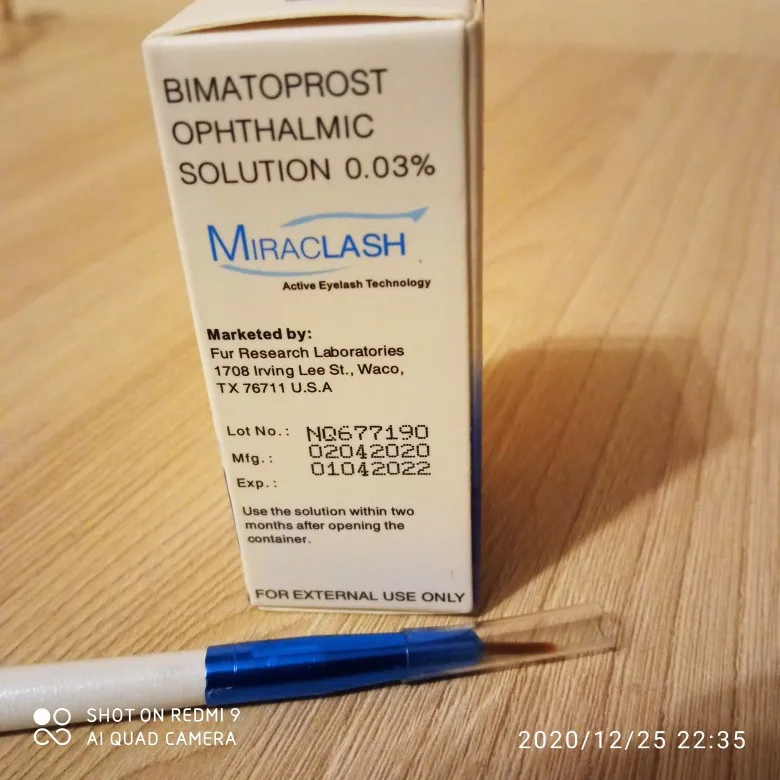 BIMATOPROST
OPHTHALMIC
SOLUTION 0.03%
MIRACLASH
Active Eyelash Technology
Marketed by:
Fur Research Laboratories
1708 Irving Lee St., Waco,
TX 76711 U.S.A
Lot No.: NQ677190
Mfg.: 02042020
Exp.: 01042022
Use the solution within two
months after opening the
container.
FOR EXTERNAL USE ONLY
SHOT ON REDMI 9
AI QUAD CAMERA
2020/12/25 22:35